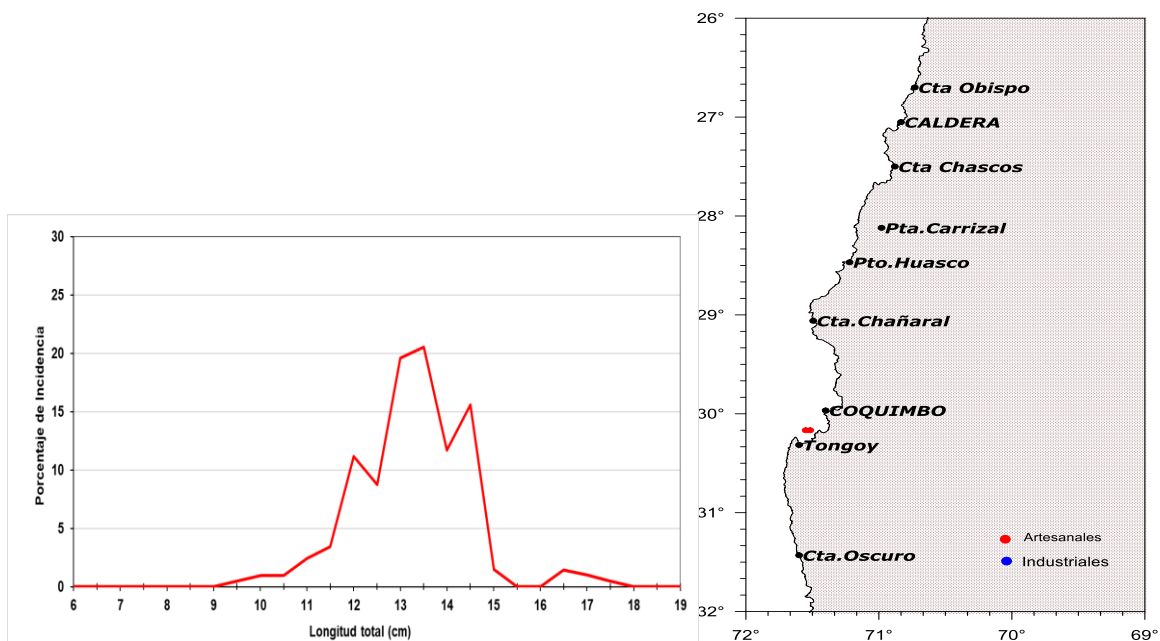 30
25
20
15
10
5
0
Porcentaje de Incidencia
6 7 8 9 10 11 12 13 14 15 16 17 18 19
Longitud total (cm)
26°
27°
28°
29°
30°
31°
32°
Cta Obispo
CALDERA
Cta Chascos
Pta.Carrizal
Pto.Huasco
Cta.Chañaral
COQUIMBO
Tongoy
Cta.Oscuro
Artesanales
Industriales
72° 71° 70° 69°